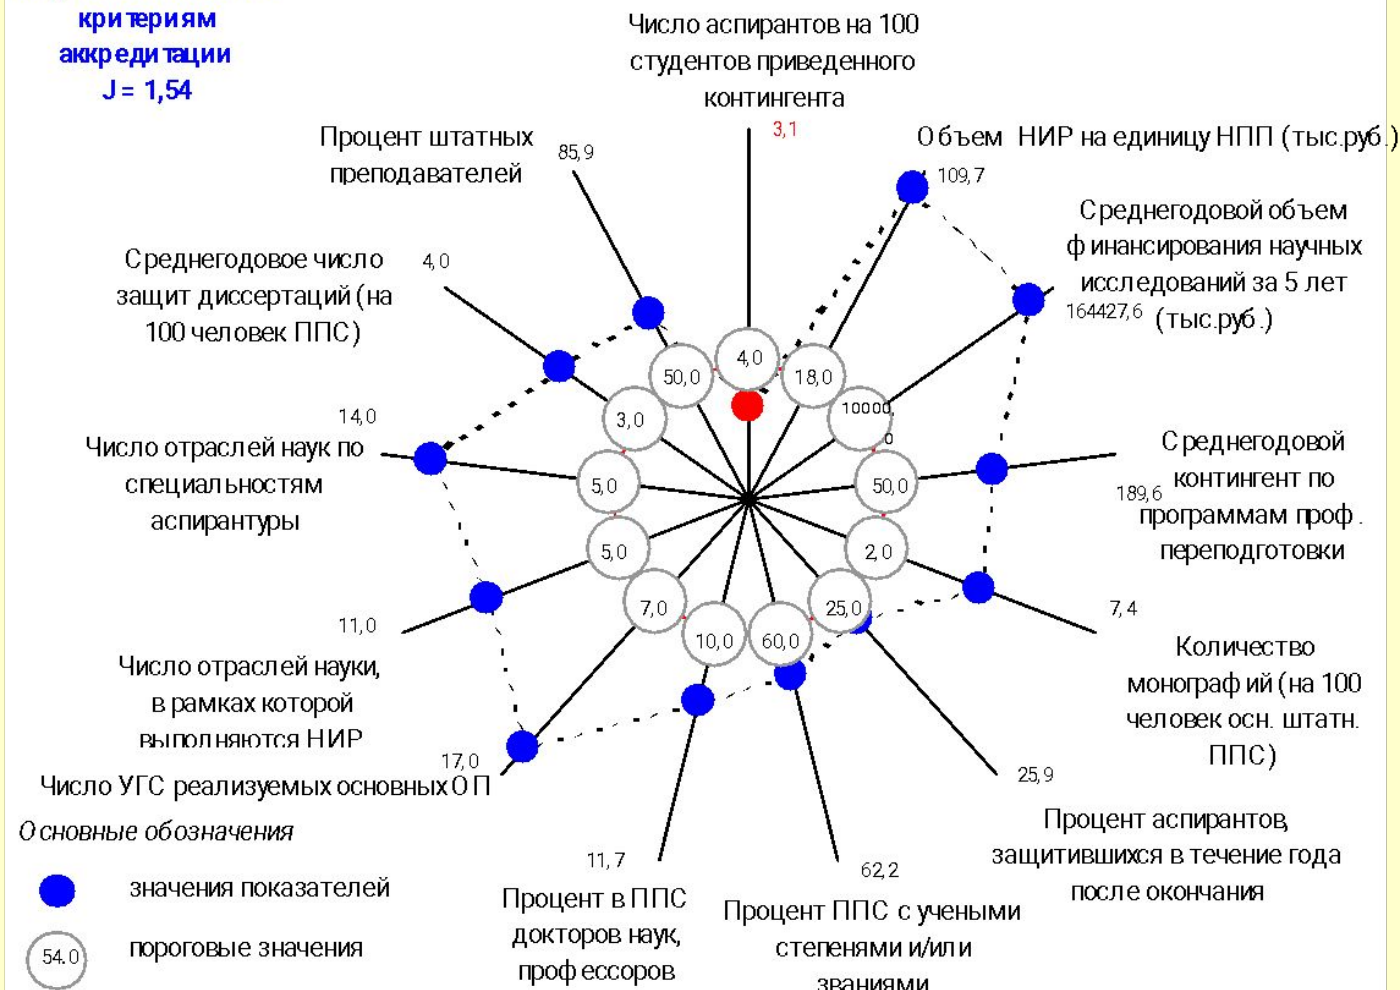 критериям
аккредитации
J = 1,54
Число аспирантов на 100
студентов приведенного
контингента
3,1
Объем НИР на единицу НПП (тыс.руб.)
109,7
Среднегодовой объем
финансирования научных
исследований за 5 лет
(тыс.руб.)
164427,6
Среднегодовой
контингент по
программам проф.
переподготовки
189,6
7,4
Количество
монографий (на 100
человек осн. штатн.
ППС)
25,9
Процент аспирантов,
защитившихся в течение года
после окончания
62,2
Процент ППС с учеными
степенями и/или
званиями
11,7
Процент в ППС
докторов наук,
профессоров
17,0
Число УГС реализуемых основных ОП
11,0
Число отраслей науки,
в рамках которой
выполняются НИР
14,0
Число отраслей наук по
специальностям
аспирантуры
4,0
Среднегодовое число
защит диссертаций (на
100 человек ППС)
85,9
Процент штатных
преподавателей
4,0
18,0
10000,
0
50,0
2,0
25,0
60,0
10,0
7,0
5,0
5,0
3,0
50,0
Основные обозначения
значения показателей
54.0
пороговые значения